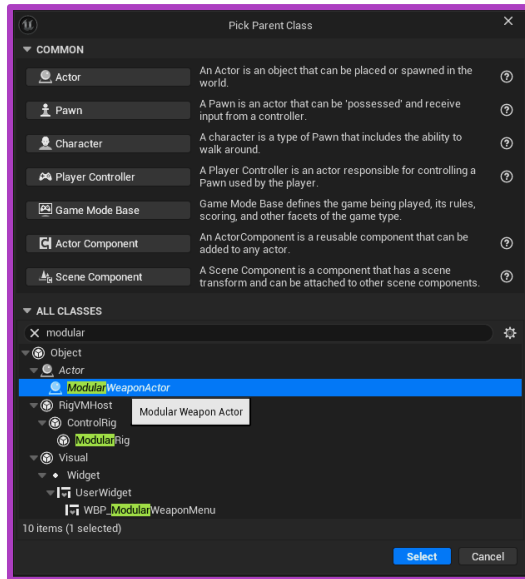 Pick Parent Class
COMMON
Actor
An Actor is an object that can be placed or spawned in the
world.
Pawn
A Pawn is an actor that can be 'possessed' and receive
input from a controller.
Character
A character is a type of Pawn that includes the ability to
walk around.
Player Controller
A Player Controller is an actor responsible for controlling a
Pawn used by the player.
Game Mode Base
Game Mode Base defines the game being played, its rules,
scoring, and other facets of the game type.
Actor Component
An ActorComponent is a reusable component that can be
added to any actor.
Scene Component
A Scene Component is a component that has a scene
transform and can be attached to other scene components.
ALL CLASSES
modular
Object
Actor
ModularWeaponActor
RigVMHost
Modular Weapon Actor
ControlRig
ModularRig
Visual
Widget
UserWidget
WBP_ModularWeaponMenu
10 items (1 selected)
Select
Cancel